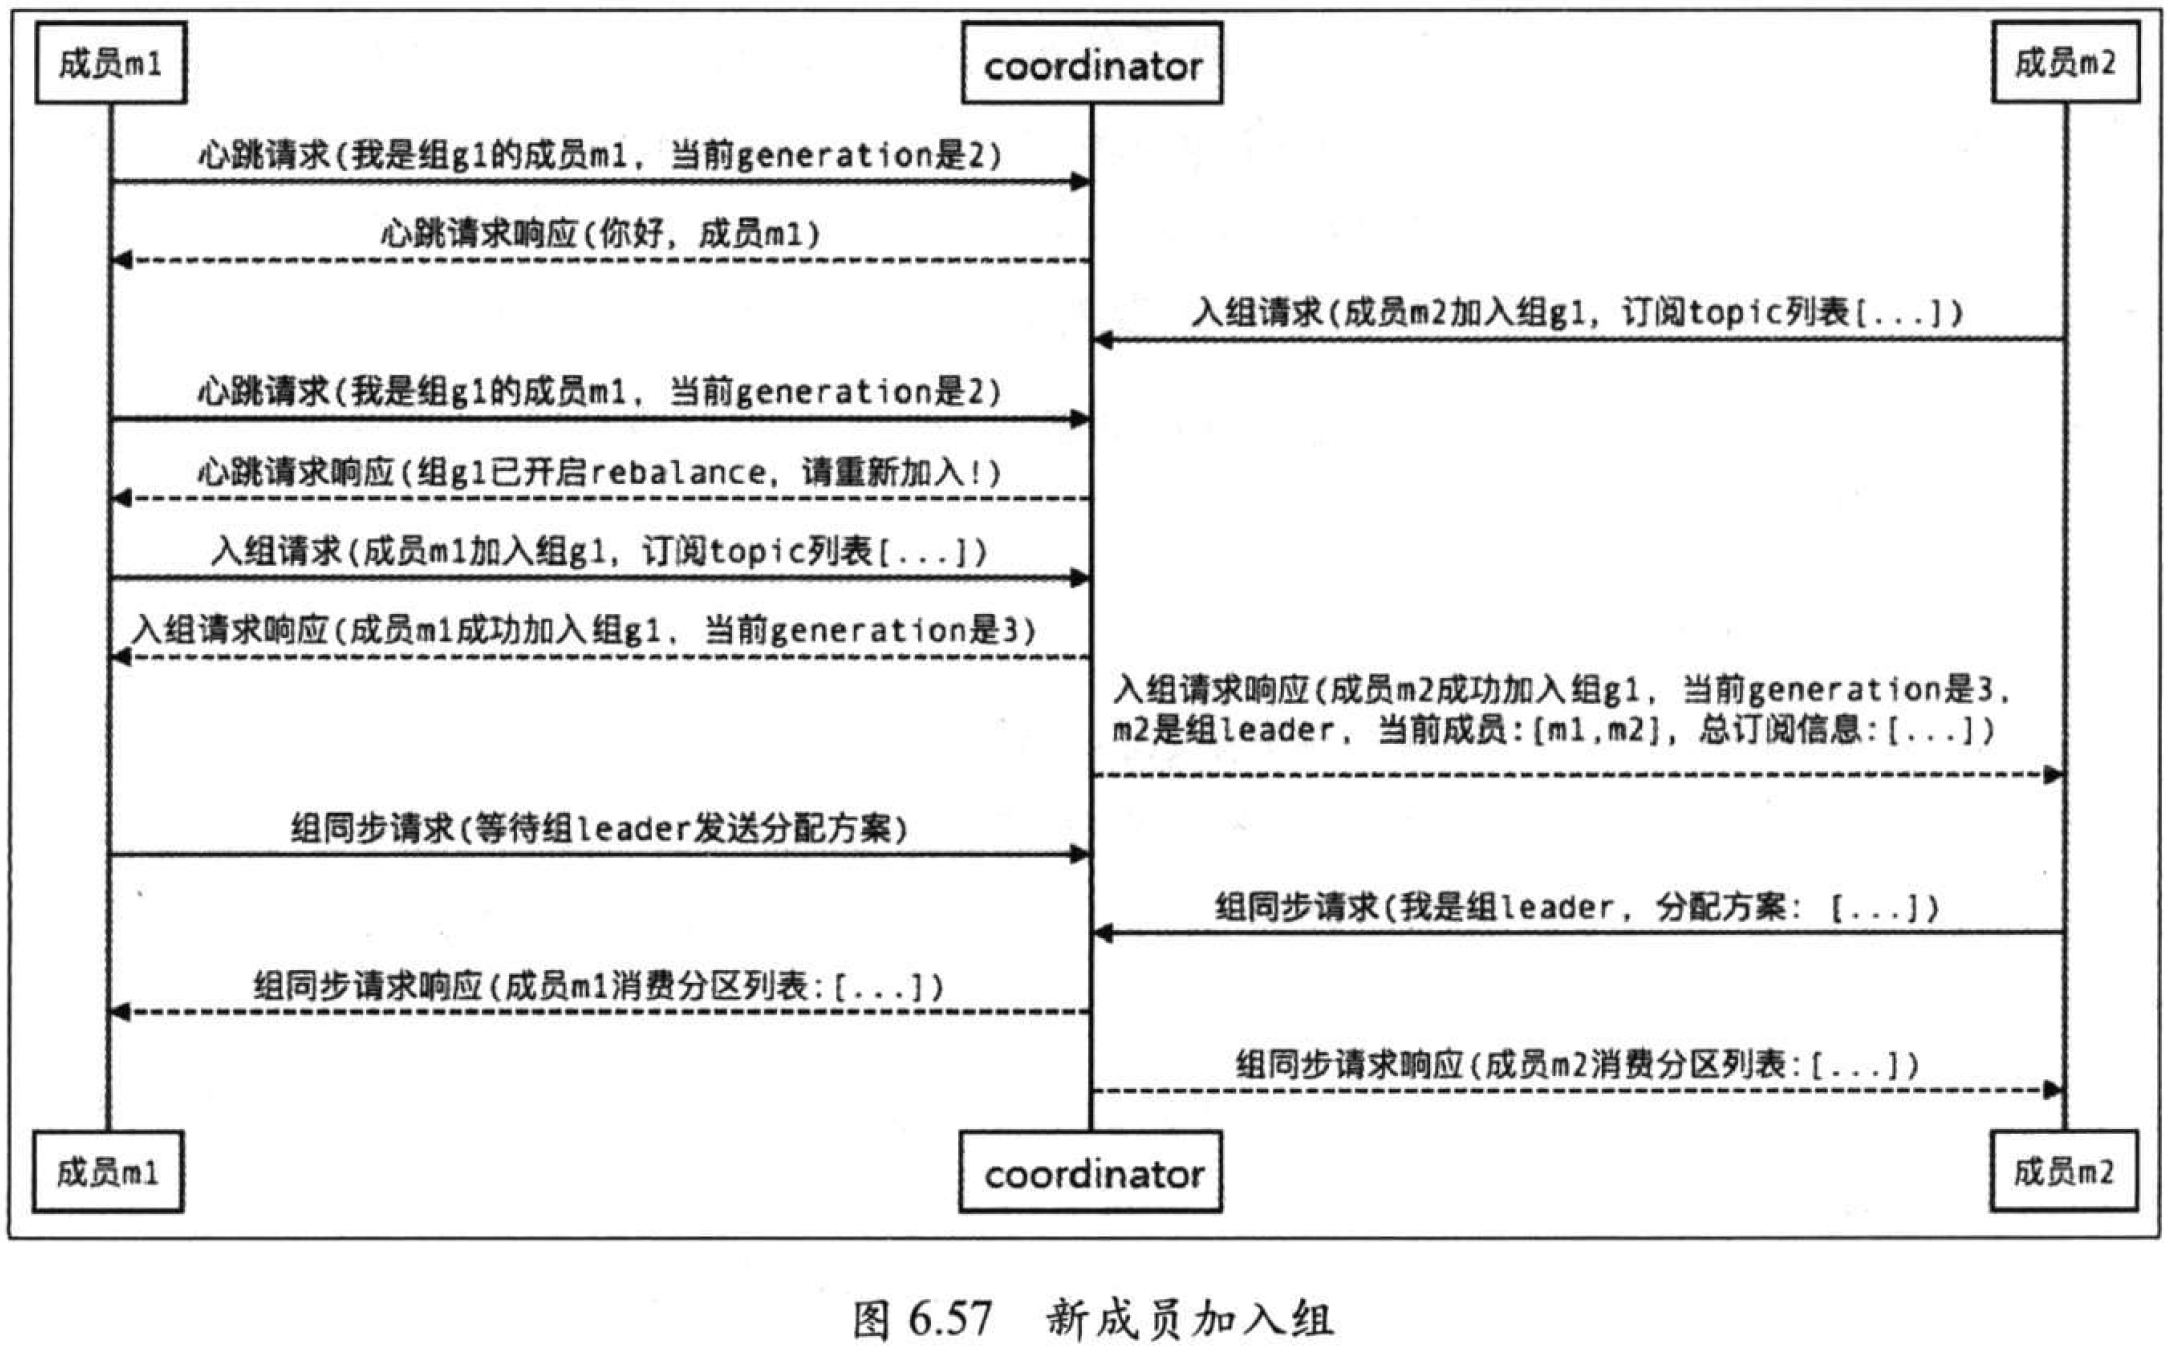 成员m1
coordinator
成员m2
心跳请求(我是组g1的成员m1, 当前generation是2)
心跳请求响应(你好, 成员m1)
入组请求(成员m2加入组g1, 订阅topic列表[...])
心跳请求(我是组g1的成员m1, 当前generation是2)
心跳请求响应(组g1已开启rebalance, 请重新加入!)
入组请求(成员m1加入组g1, 订阅topic列表[...])
入组请求响应(成员m1成功加入组g1, 当前generation是3)
入组请求响应(成员m2成功加入组g1, 当前generation是3,
m2是组leader, 当前成员:[m1,m2], 总订阅信息:[...])
组同步请求(等待组leader发送分配方案)
组同步请求(我是组leader, 分配方案: [...])
组同步请求响应(成员m1消费分区列表:[...])
组同步请求响应(成员m2消费分区列表:[...])
成员m1
coordinator
成员m2
图 6.57 新成员加入组